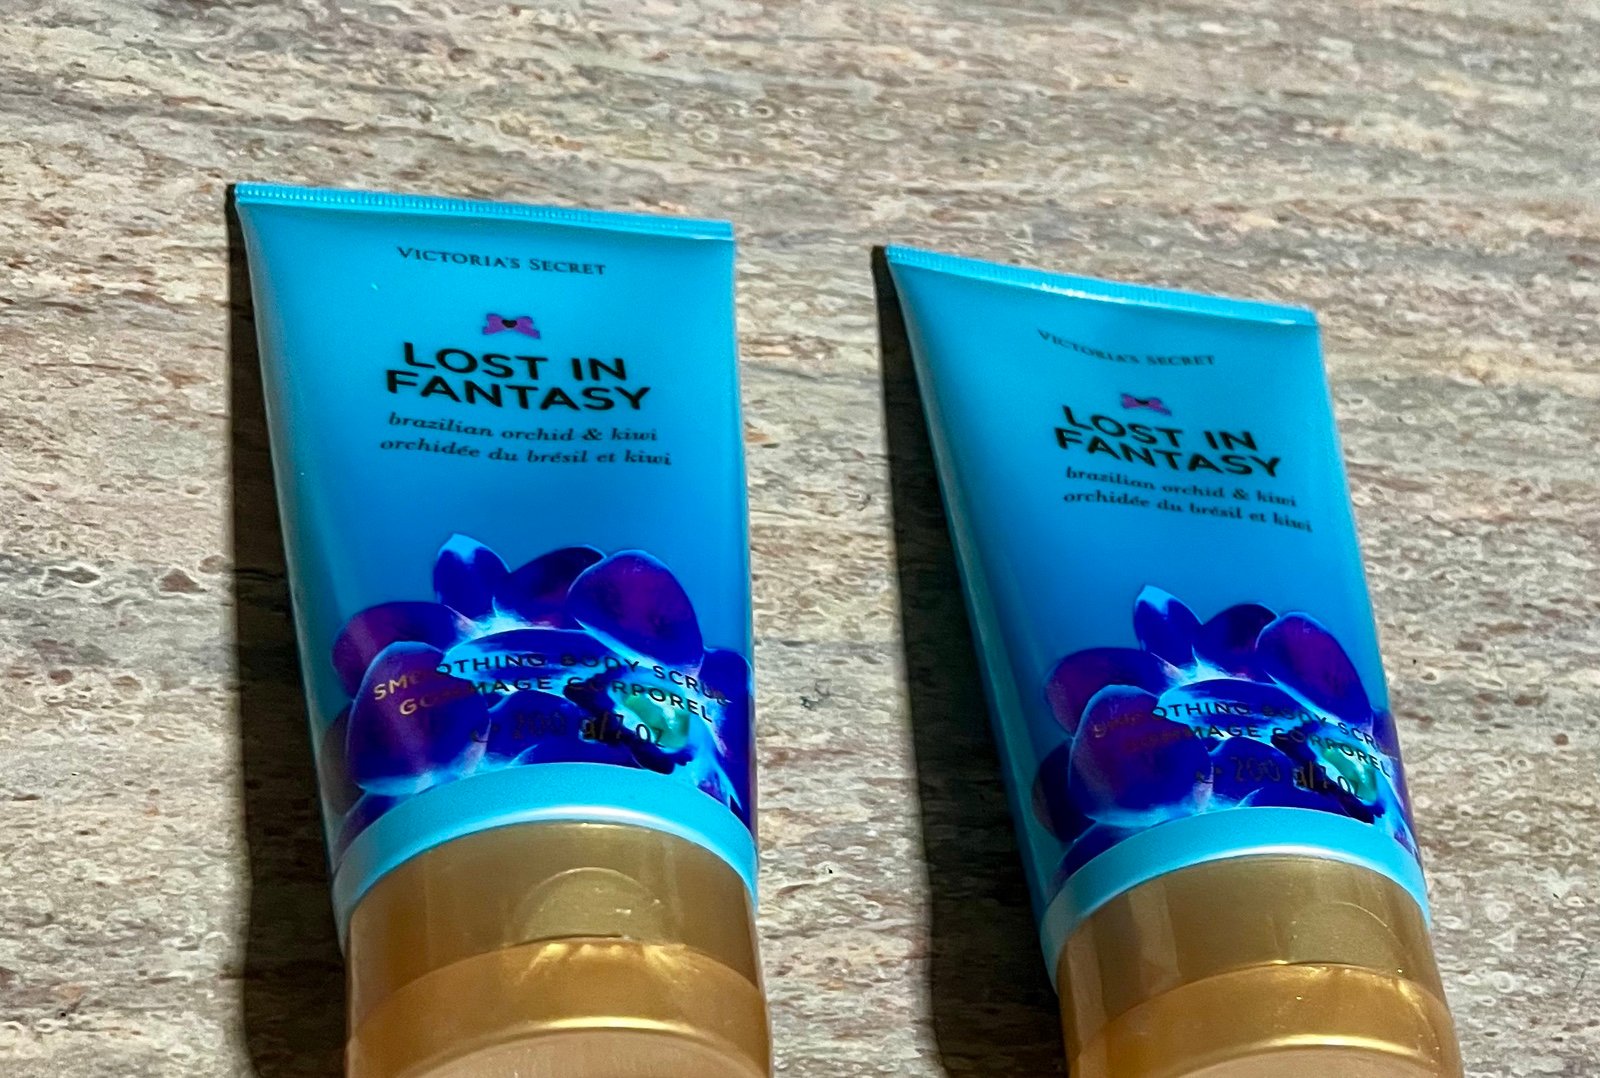 VICTORIA'S SECRET
LOST IN
FANTASY
brazilian orchid & kiwi
orchidée du brésil et kiwi
SMOOTHING BODY SCRUB
GOMMAGE CORPOREL
e 200 g/7 oz
VICTORIA'S SECRET
LOST IN
FANTASY
brazilian orchid & kiwi
orchidée du brésil et kiwi
SMOOTHING BODY SCRUB
GOMMAGE CORPOREL
e 200 g/7 oz